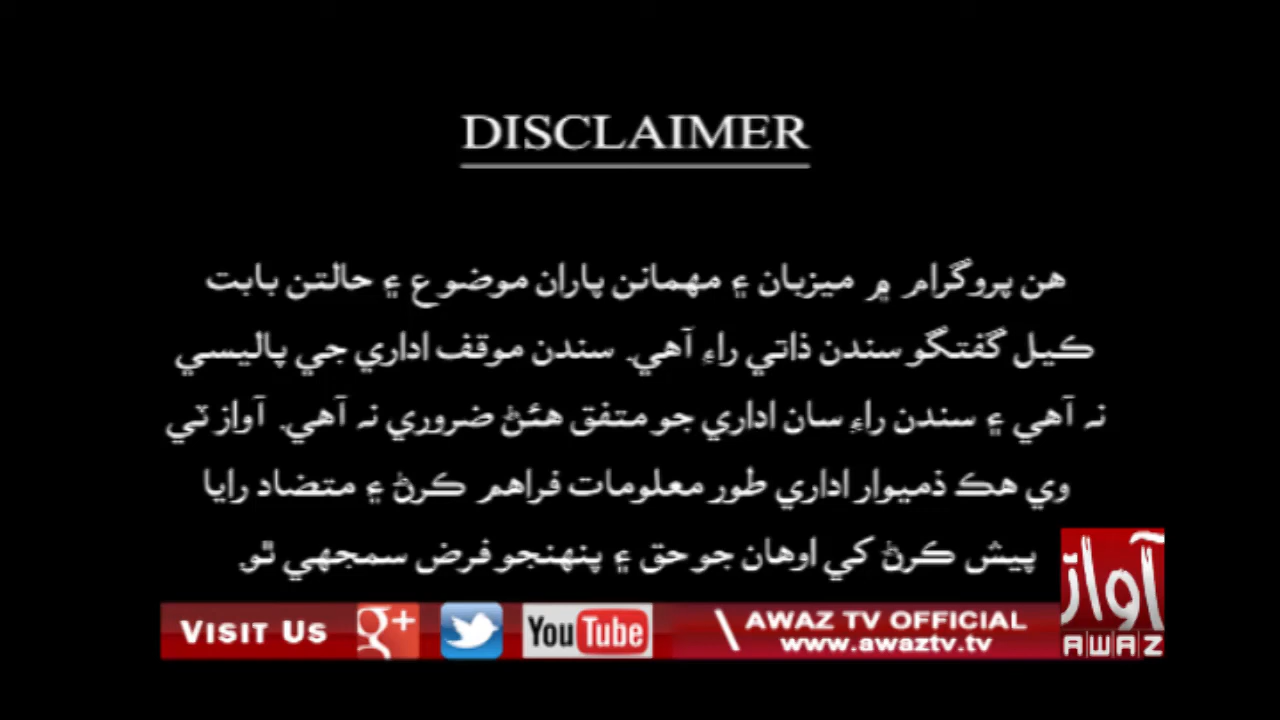 DISCLAIMER
هن پروگرام ۾ ميزبان ۽ مهمانن پاران موضوع ۽ حالتن بابت
ڪيل گفتگو سندن ذاتي راءِ آهي. سندن موقف اداري جي پاليسي
نه آهي ۽ سندن راءِ سان اداري جو متفق هئڻ ضروري نه آهي. آواز ٽي
وي هڪ ذميوار اداري طور معلومات فراهم ڪرڻ ۽ متضاد رايا
پيش ڪرڻ کي اوهان جو حق ۽ پنهنجو فرض سمجهي ٿو.
آواز
AWAZ
VISIT US g+ YouTube \ AWAZ TV OFFICIAL
www.awaztv.tv